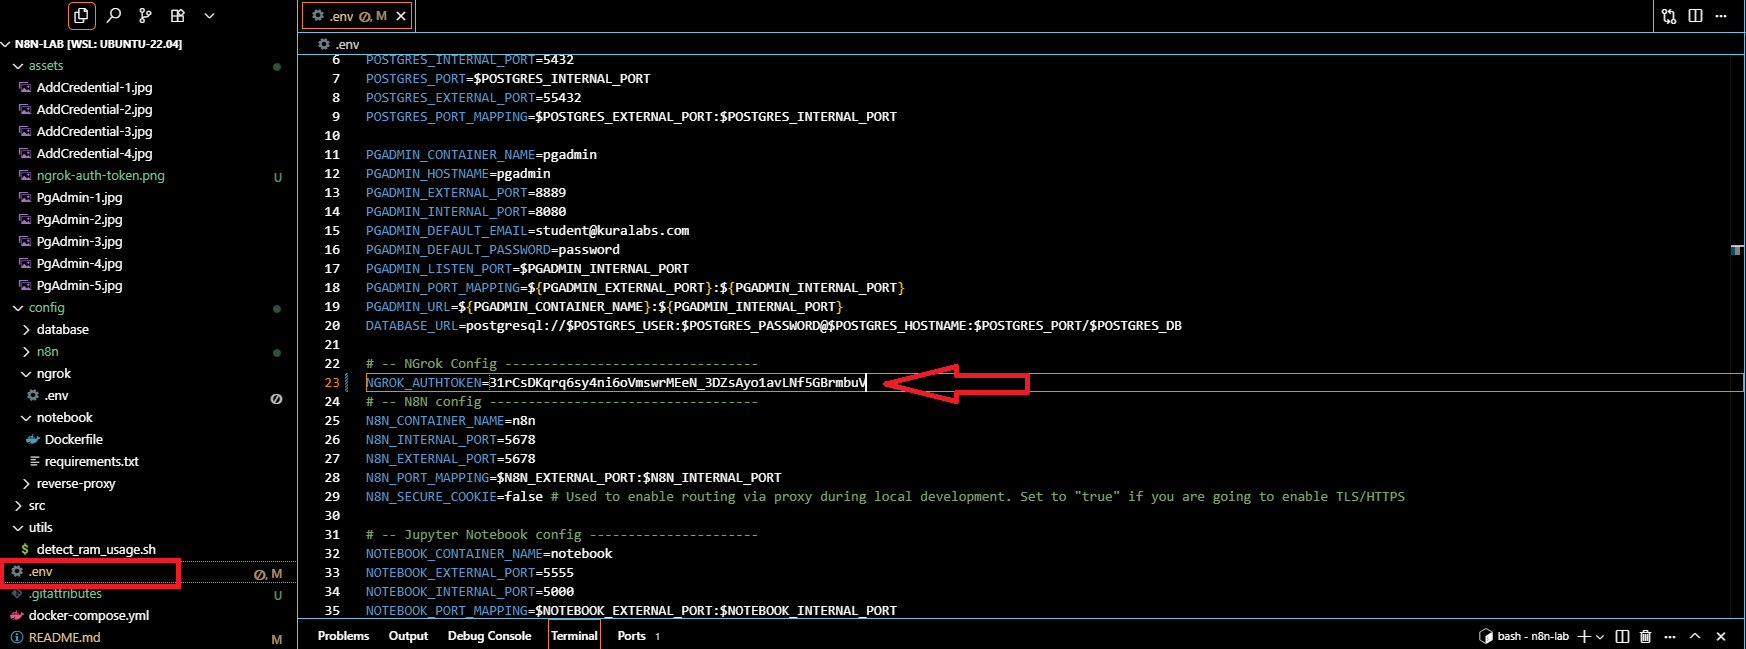 N8N-LAB [WSL: UBUNTU-22.04]
assets
AddCredential-1.jpg
AddCredential-2.jpg
AddCredential-3.jpg
AddCredential-4.jpg
ngrok-auth-token.png U
PgAdmin-1.jpg
PgAdmin-2.jpg
PgAdmin-3.jpg
PgAdmin-4.jpg
PgAdmin-5.jpg
config
database
n8n
ngrok
.env
notebook
Dockerfile
requirements.txt
reverse-proxy
src
utils
$ detect_ram_usage.sh
.env , M
.gitattributes U
docker-compose.yml
README.md M
.env , M
.env
6 POSTGRES_INTERNAL_PORT=5432
7 POSTGRES_PORT=$POSTGRES_INTERNAL_PORT
8 POSTGRES_EXTERNAL_PORT=55432
9 POSTGRES_PORT_MAPPING=$POSTGRES_EXTERNAL_PORT:$POSTGRES_INTERNAL_PORT
10
11 PGADMIN_CONTAINER_NAME=pgadmin
12 PGADMIN_HOSTNAME=pgadmin
13 PGADMIN_EXTERNAL_PORT=8889
14 PGADMIN_INTERNAL_PORT=8080
15 PGADMIN_DEFAULT_EMAIL=student@kuralabs.com
16 PGADMIN_DEFAULT_PASSWORD=password
17 PGADMIN_LISTEN_PORT=$PGADMIN_INTERNAL_PORT
18 PGADMIN_PORT_MAPPING=${PGADMIN_EXTERNAL_PORT}:${PGADMIN_INTERNAL_PORT}
19 PGADMIN_URL=${PGADMIN_CONTAINER_NAME}:${PGADMIN_INTERNAL_PORT}
20 DATABASE_URL=postgresql://$POSTGRES_USER:$POSTGRES_PASSWORD@$POSTGRES_HOSTNAME:$POSTGRES_PORT/$POSTGRES_DB
21
22 # -- NGrok Config ---------------------------------
23 NGROK_AUTHTOKEN=31rCsDKqrq6sy4ni6oVmswrMEeN_3DZsAyo1avLNf5GBrmbuV
24 # -- N8N config -----------------------------------
25 N8N_CONTAINER_NAME=n8n
26 N8N_INTERNAL_PORT=5678
27 N8N_EXTERNAL_PORT=5678
28 N8N_PORT_MAPPING=$N8N_EXTERNAL_PORT:$N8N_INTERNAL_PORT
29 N8N_SECURE_COOKIE=false # Used to enable routing via proxy during local development. Set to "true" if you are going to enable TLS/HTTPS
30
31 # -- Jupyter Notebook config ----------------------
32 NOTEBOOK_CONTAINER_NAME=notebook
33 NOTEBOOK_EXTERNAL_PORT=5555
34 NOTEBOOK_INTERNAL_PORT=5000
35 NOTEBOOK_PORT_MAPPING=$NOTEBOOK_EXTERNAL_PORT:$NOTEBOOK_INTERNAL_PORT
Problems Output Debug Console Terminal Ports 1
bash - n8n-lab